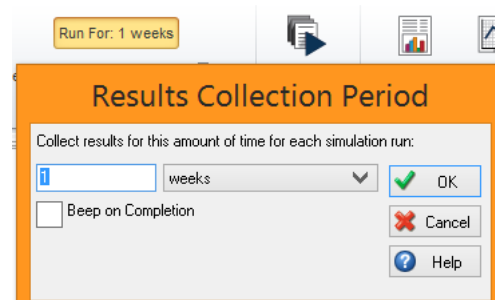 Run For: 1 weeks
Results Collection Period
Collect results for this amount of time for each simulation run:
1 weeks OK
Beep on Completion
Cancel
Help